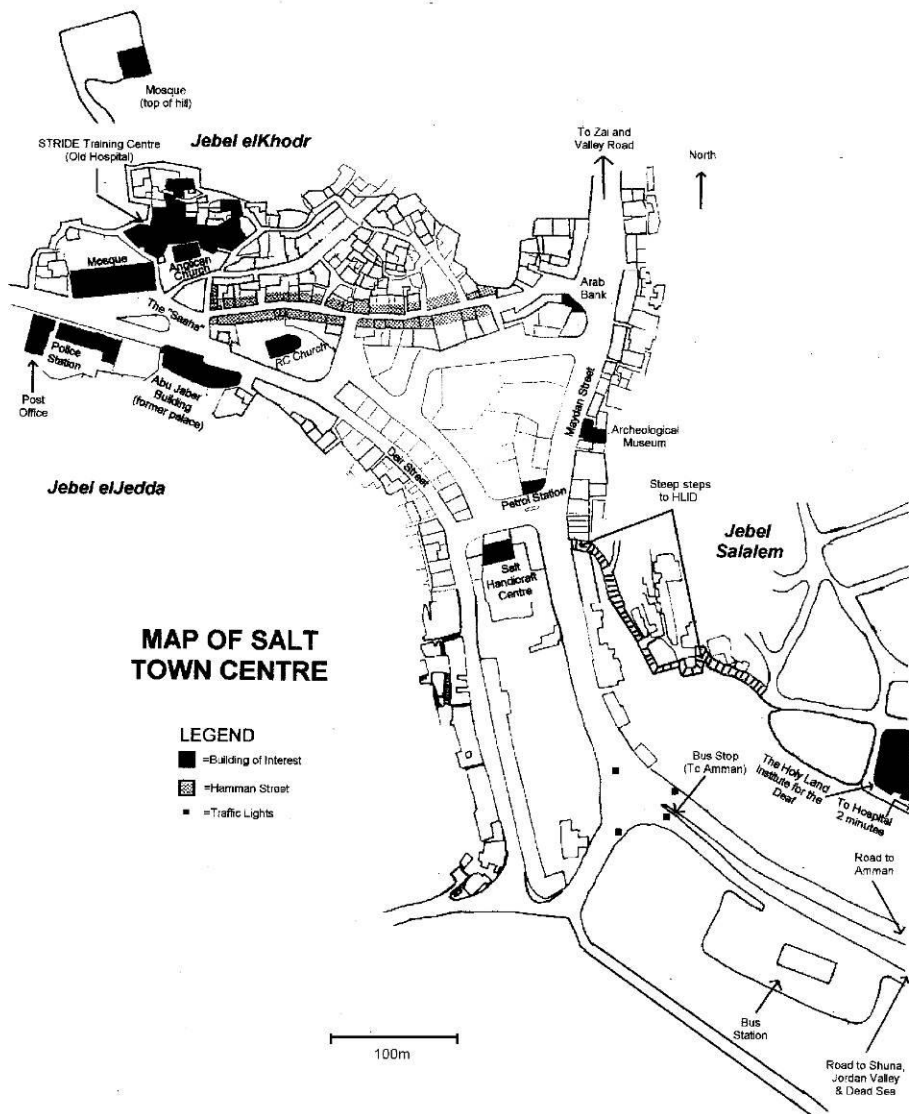 Mosque
(top of hill)
STRIDE Training Centre
(Old Hospital)
Jebel elKhodr
To Zai and
Valley Road
North
Mosque
Anglican
Church
Arab
Bank
The "Saaha"
RC Church
Police
Station
Post
Office
Abu Jaber
Building
(former palace)
Maydan Street
Archeological
Museum
Deir Street
Jebel elJedda
Petrol Station
Steep steps
to HLID
Jebel
Salalem
Salt
Handicraft
Centre
MAP OF SALT
TOWN CENTRE
LEGEND
=Building of Interest
=Hamman Street
=Traffic Lights
Bus Stop
(Tc Amman)
The Holy Land
Institute for the
Deaf
To Hospital
2 minutes
Road to
Amman
Bus
Station
100m
Road to Shuna,
Jordan Valley
& Dead Sea